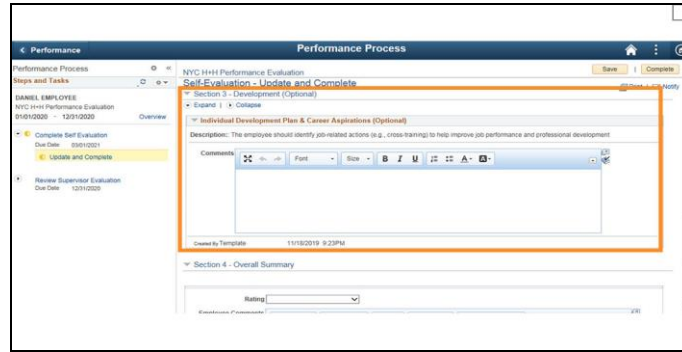 Performance
Performance Process
Performance Process
Steps and Tasks
DANIEL EMPLOYEE
NYC H+H Performance Evaluation
01/01/2020 - 12/31/2020 Overview
Complete Self Evaluation
Due Date 03/01/2021
Update and Complete
Review Supervisor Evaluation
Due Date 12/31/2020
NYC H+H Performance Evaluation
Save | Complete
Self-Evaluation - Update and Complete
Print | Notify
Section 3 - Development (Optional)
Expand | Collapse
Individual Development Plan & Career Aspirations (Optional)
Description: The employee should identify job-related actions (e.g., cross-training) to help improve job performance and professional development
Comments
Font Size B I U A A
Created By Template 11/18/2019 9:23PM
Section 4 - Overall Summary
Rating
Employee Comments